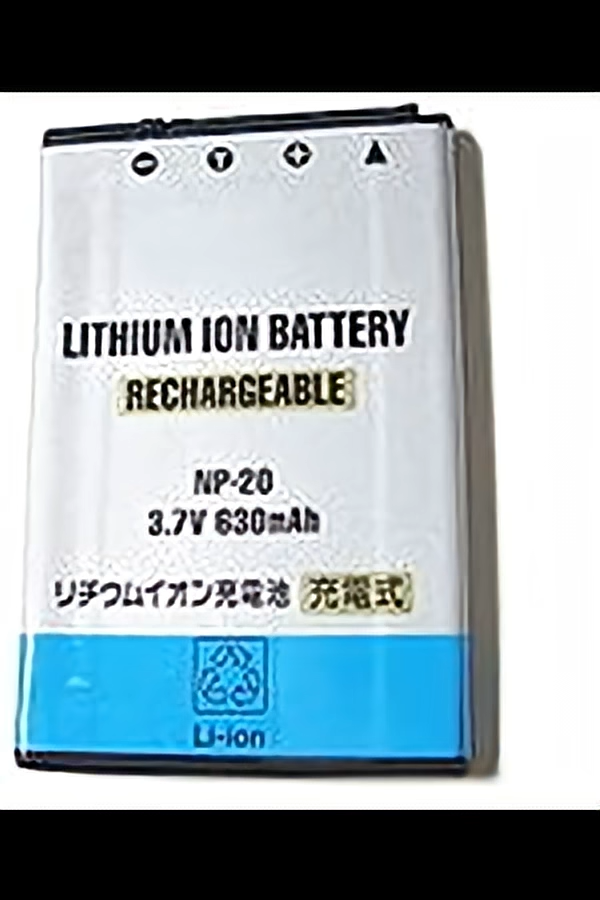 LITHIUM ION BATTERY
RECHARGEABLE
NP-20
3.7V 630mAh
リチウムイオン充電池 充電式
Li-ion